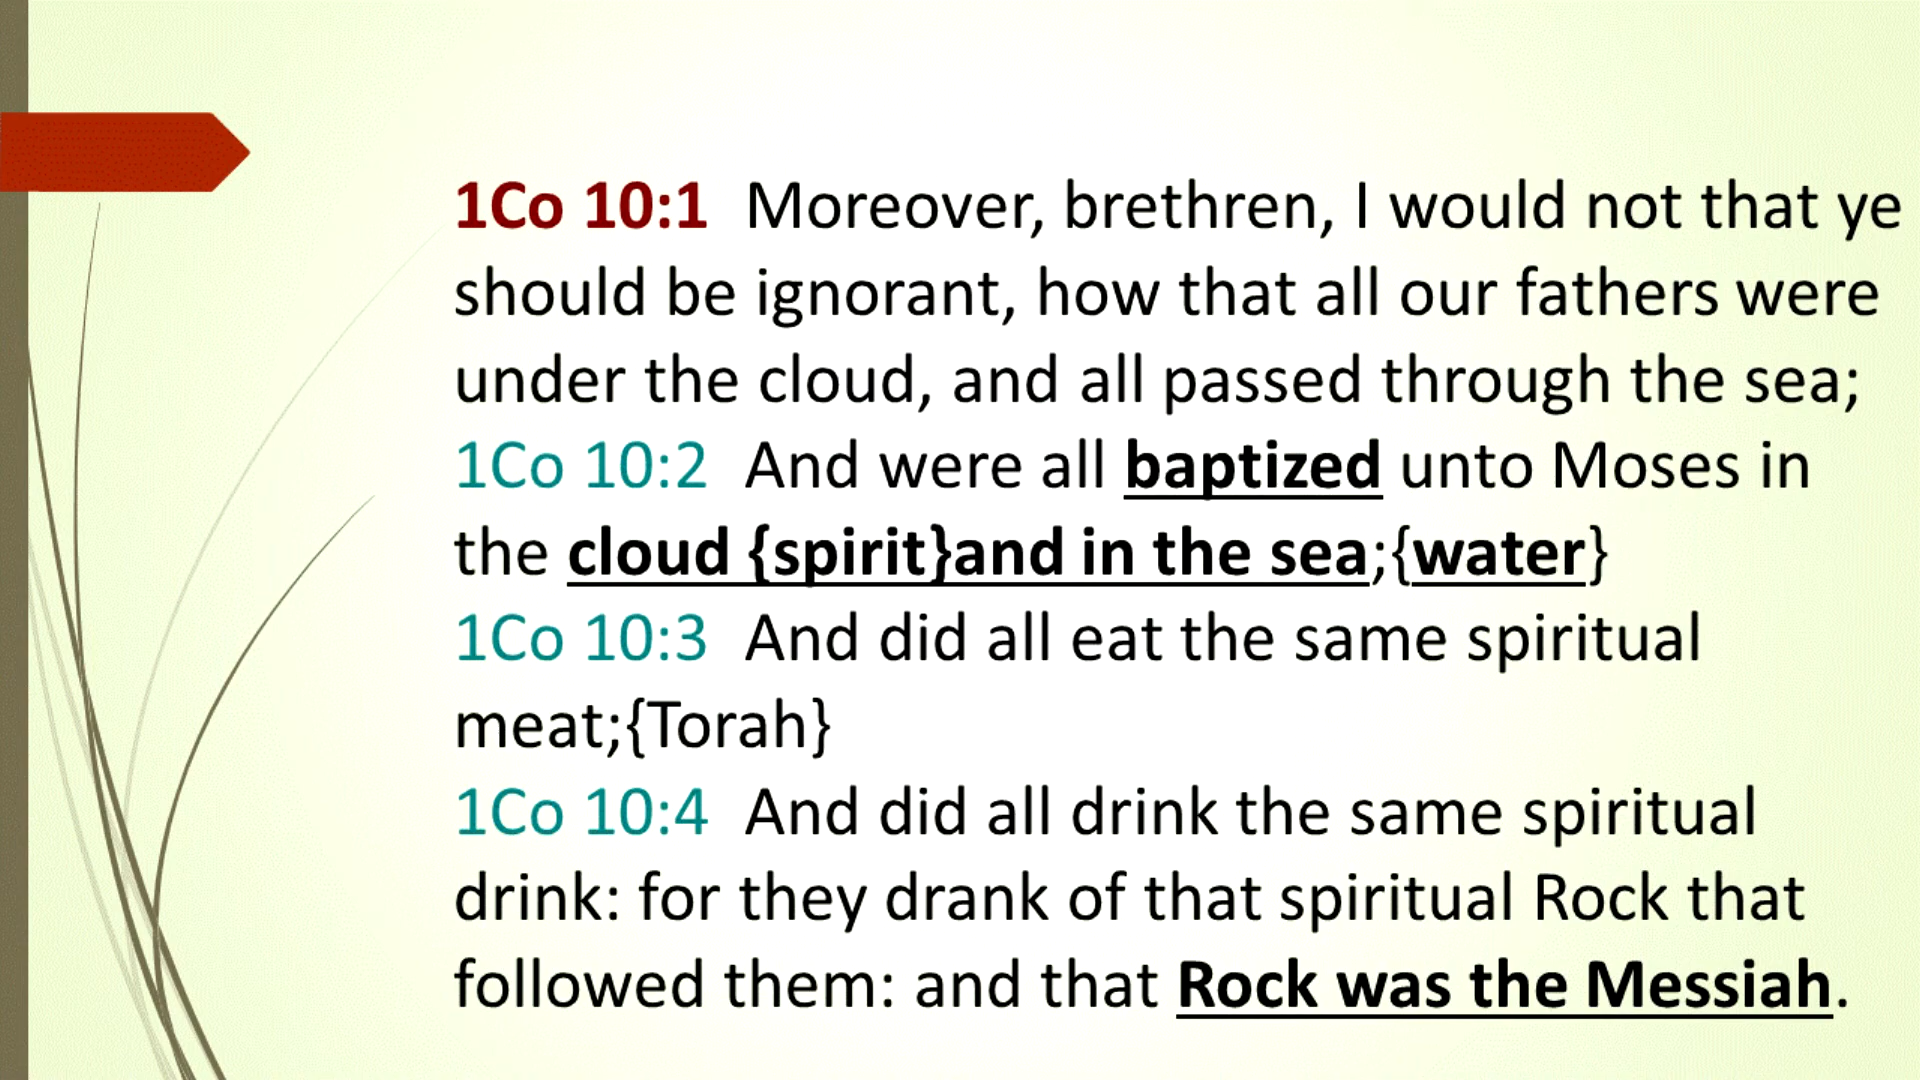 1Co 10:1 Moreover, brethren, I would not that ye
should be ignorant, how that all our fathers were
under the cloud, and all passed through the sea;
1Co 10:2 And were all baptized unto Moses in
the cloud {spirit}and in the sea;{water}
1Co 10:3 And did all eat the same spiritual
meat;{Torah}
1Co 10:4 And did all drink the same spiritual
drink: for they drank of that spiritual Rock that
followed them: and that Rock was the Messiah.